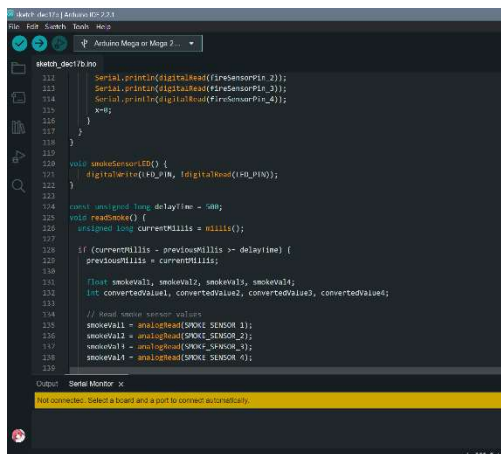 sketch_dec17b | Arduino IDE 2.2.1
File Edit Sketch Tools Help
Arduino Mega or Mega 2...
sketch_dec17b.ino
112 Serial.println(digitalRead(fireSensorPin_2));
113 Serial.println(digitalRead(fireSensorPin_3));
114 Serial.println(digitalRead(fireSensorPin_4));
115 x=0;
116 }
117 }
118 }
119
120 void smokeSensorLED() {
121 digitalWrite(LED_PIN, !digitalRead(LED_PIN));
122 }
123
124 const unsigned long delayTime = 500;
125 void readSmoke() {
126 unsigned long currentMillis = millis();
127
128 if (currentMillis - previousMillis >= delayTime) {
129 previousMillis = currentMillis;
130
131 float smokeVal1, smokeVal2, smokeVal3, smokeVal4;
132 int convertedValue1, convertedValue2, convertedValue3, convertedValue4;
133
134 // Read smoke sensor values
135 smokeVal1 = analogRead(SMOKE_SENSOR_1);
136 smokeVal2 = analogRead(SMOKE_SENSOR_2);
137 smokeVal3 = analogRead(SMOKE_SENSOR_3);
138 smokeVal4 = analogRead(SMOKE_SENSOR_4);
139
Output Serial Monitor ×
Not connected. Select a board and a port to connect automatically.